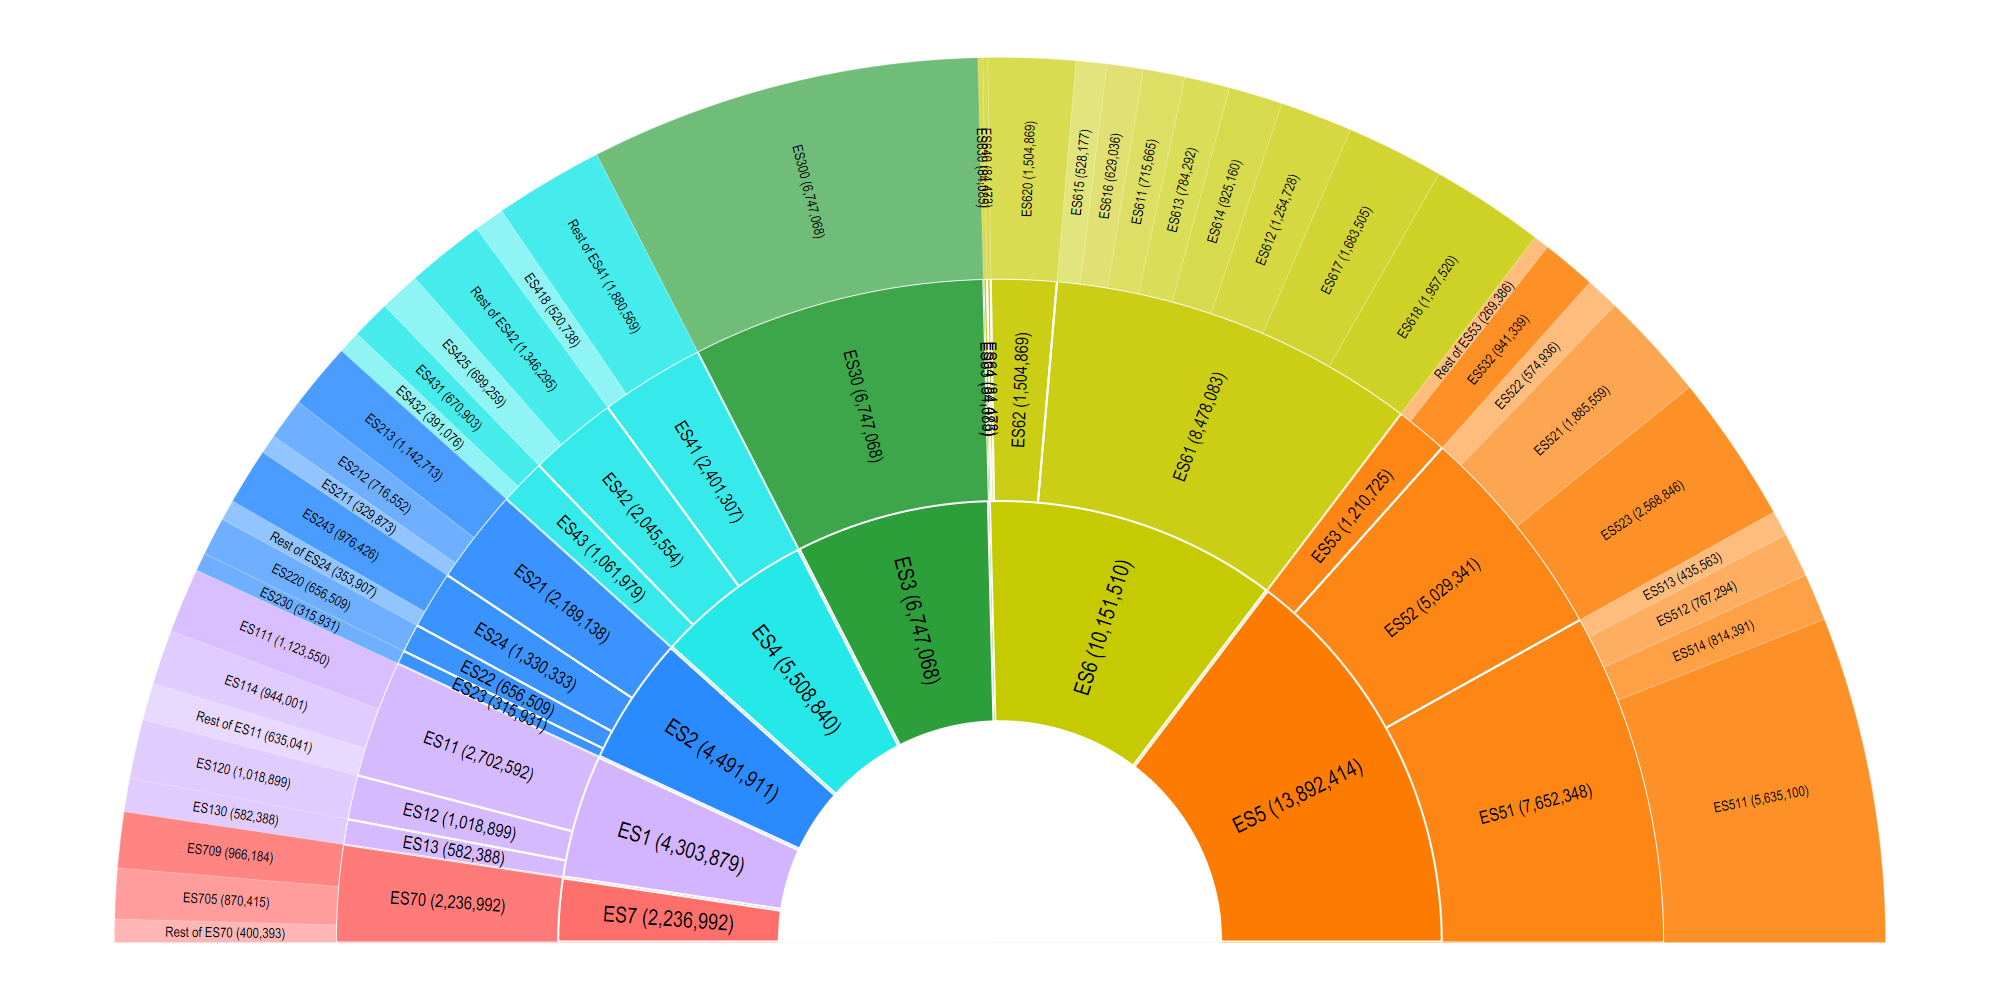 ES7 (2,236,992)
ES70 (2,236,992)
Rest of ES70 (400,393)
ES705 (870,415)
ES709 (966,184)
ES1 (4,303,879)
ES13 (582,388)
ES130 (582,388)
ES12 (1,018,899)
ES120 (1,018,899)
ES11 (2,702,592)
Rest of ES11 (635,041)
ES114 (944,001)
ES111 (1,123,550)
ES2 (4,491,911)
ES23 (315,931)
ES230 (315,931)
ES22 (656,509)
ES220 (656,509)
ES24 (1,330,333)
Rest of ES24 (353,907)
ES243 (976,426)
ES21 (2,189,138)
ES211 (329,873)
ES212 (716,552)
ES213 (1,142,713)
ES4 (5,508,840)
ES43 (1,061,979)
ES432 (391,076)
ES431 (670,903)
ES42 (2,045,554)
ES425 (699,259)
Rest of ES42 (1,346,295)
ES41 (2,401,307)
ES418 (520,738)
Rest of ES41 (1,880,569)
ES3 (6,747,068)
ES30 (6,747,068)
ES300 (6,747,068)
ES6 (10,151,510)
ES62 (1,504,869)
ES620 (1,504,869)
ES61 (8,478,083)
ES615 (528,177)
ES616 (629,036)
ES611 (715,665)
ES613 (784,292)
ES614 (925,160)
ES612 (1,254,728)
ES617 (1,683,505)
ES618 (1,957,520)
ES5 (13,892,414)
ES53 (1,210,725)
Rest of ES53 (269,386)
ES532 (941,339)
ES52 (5,029,341)
ES522 (574,936)
ES521 (1,885,559)
ES523 (2,568,846)
ES51 (7,652,348)
ES513 (435,563)
ES512 (767,294)
ES514 (814,391)
ES511 (5,635,100)